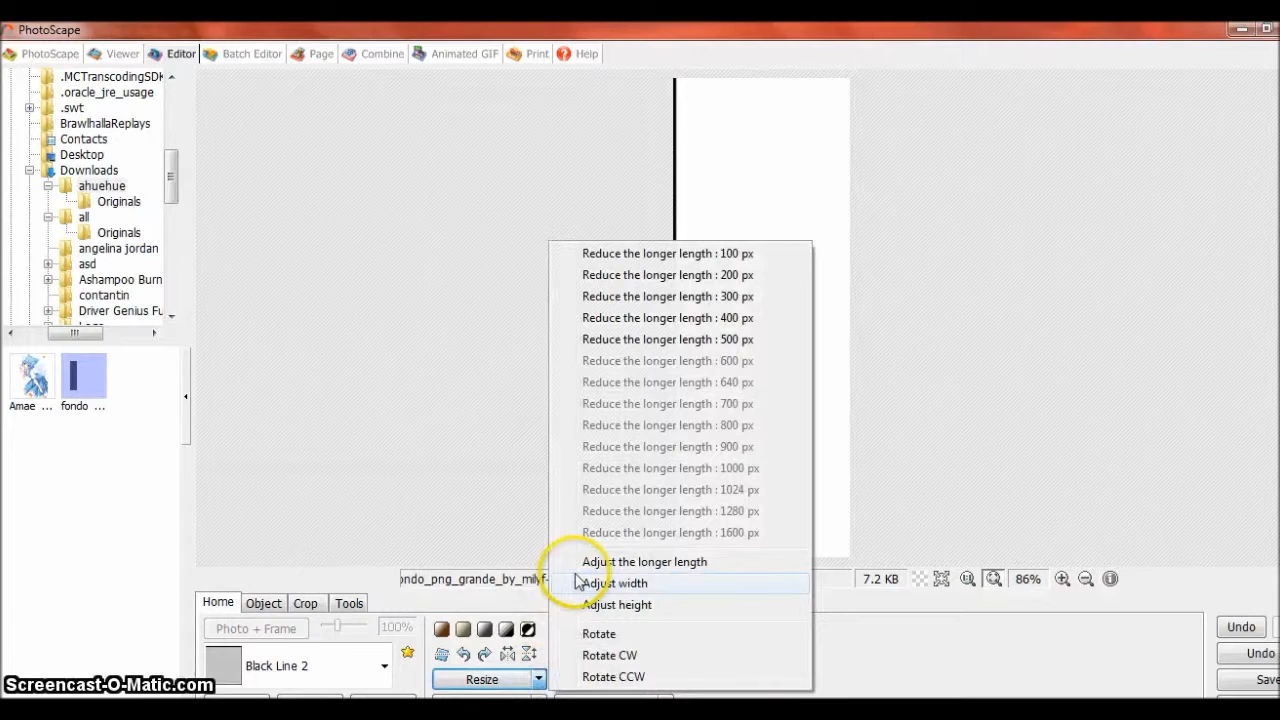 PhotoScape
PhotoScape Viewer Editor Batch Editor Page Combine Animated GIF Print Help
.MCTranscodingSDK
.oracle_jre_usage
.swt
BrawlhallaReplays
Contacts
Desktop
Downloads
ahuehue
Originals
all
Originals
angelina jordan
asd
Ashampoo Burn
contantin
Driver Genius Fu
Amae ... fondo ...
Reduce the longer length : 100 px
Reduce the longer length : 200 px
Reduce the longer length : 300 px
Reduce the longer length : 400 px
Reduce the longer length : 500 px
Reduce the longer length : 600 px
Reduce the longer length : 640 px
Reduce the longer length : 700 px
Reduce the longer length : 800 px
Reduce the longer length : 900 px
Reduce the longer length : 1000 px
Reduce the longer length : 1024 px
Reduce the longer length : 1280 px
Reduce the longer length : 1600 px
Adjust the longer length
Adjust width
Adjust height
Rotate
Rotate CW
Rotate CCW
ondo_png_grande_by_milyf- 7.2 KB 86%
Home Object Crop Tools
Photo + Frame 100%
Black Line 2
Resize
Undo
Undo
Save
Screencast-O-Matic.com